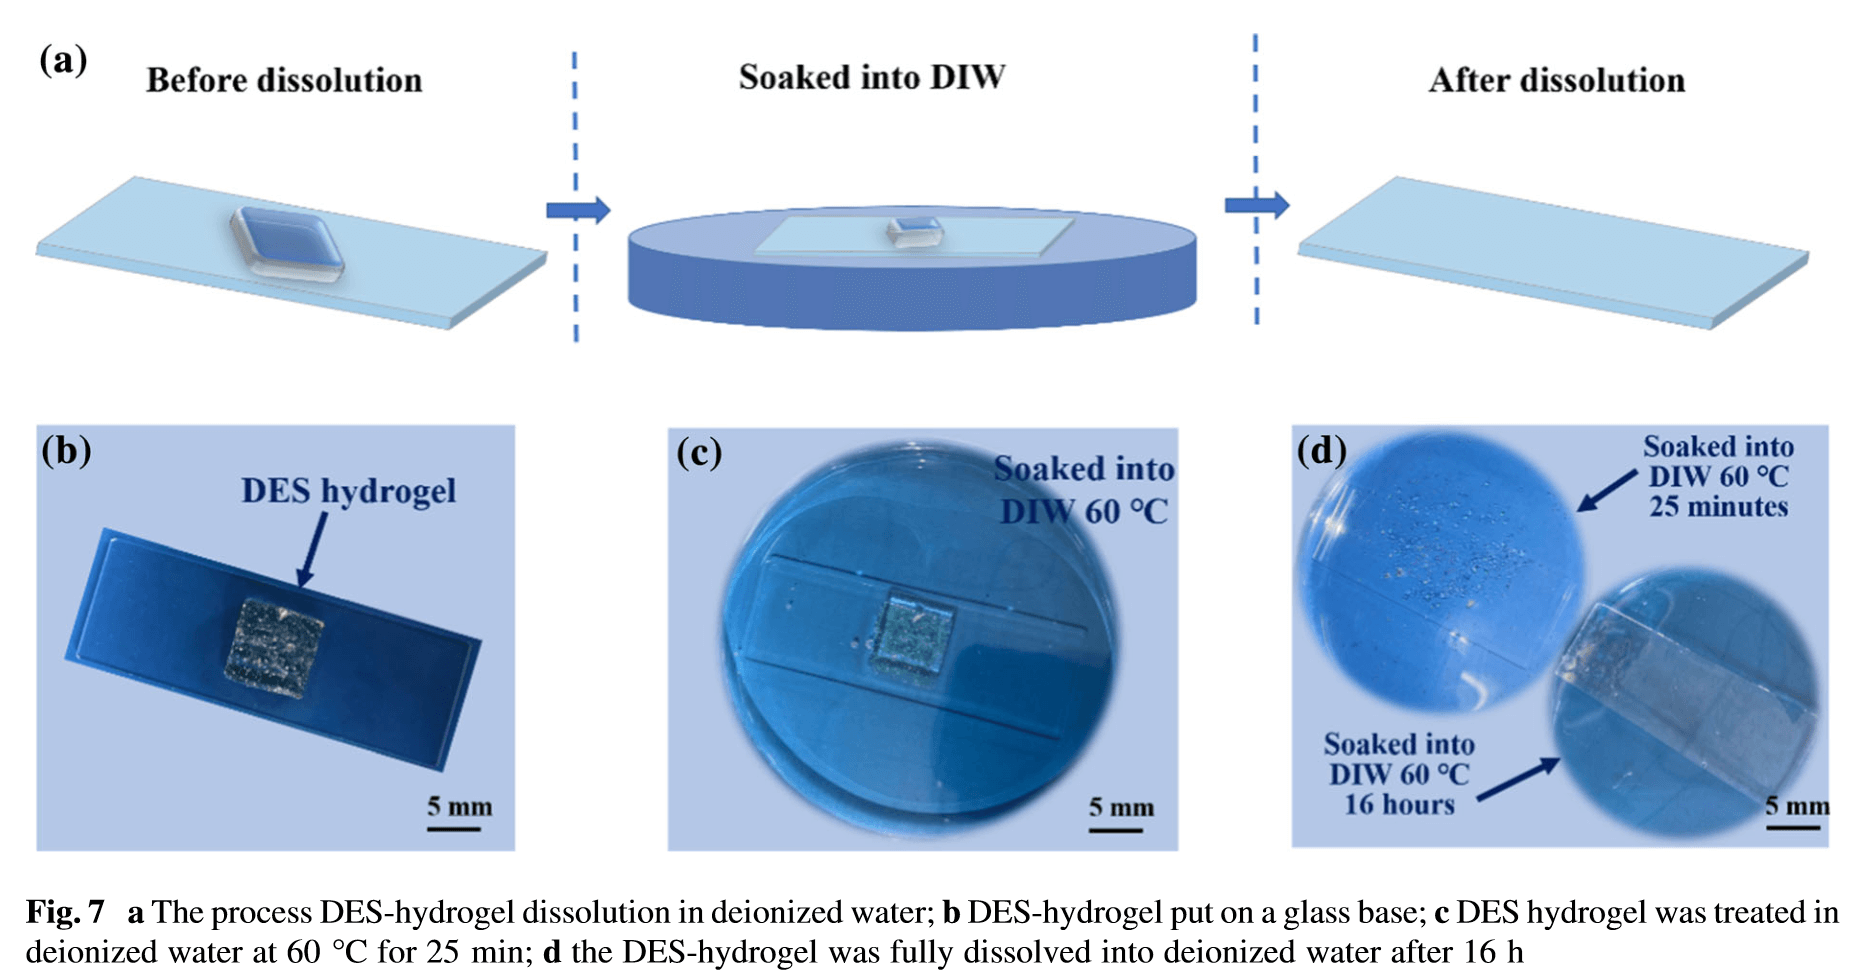 (a)
Before dissolution
Soaked into DIW
After dissolution
(b)
DES hydrogel
5 mm
(c)
Soaked into
DIW 60 °C
5 mm
(d)
Soaked into
DIW 60 °C
25 minutes
Soaked into
DIW 60 °C
16 hours
5 mm
Fig. 7 a The process DES-hydrogel dissolution in deionized water; b DES-hydrogel put on a glass base; c DES hydrogel was treated in
deionized water at 60 °C for 25 min; d the DES-hydrogel was fully dissolved into deionized water after 16 h